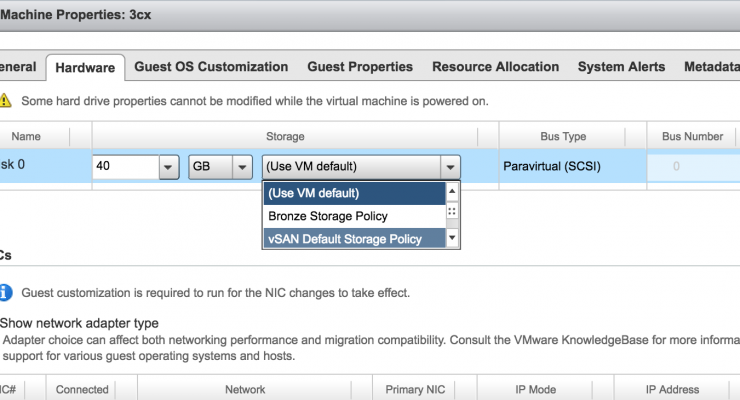 Machine Properties: 3cx
eneral Hardware Guest OS Customization Guest Properties Resource Allocation System Alerts Metadata
Some hard drive properties cannot be modified while the virtual machine is powered on.
Name Storage Bus Type Bus Number
sk 0 40 GB (Use VM default) Paravirtual (SCSI) 0
(Use VM default)
Bronze Storage Policy
vSAN Default Storage Policy
Cs
Guest customization is required to run for the NIC changes to take effect.
Show network adapter type
Adapter choice can affect both networking performance and migration compatibility. Consult the VMware KnowledgeBase for more informa
support for various guest operating systems and hosts.
IC# Connected Network Primary NIC IP Mode IP Address